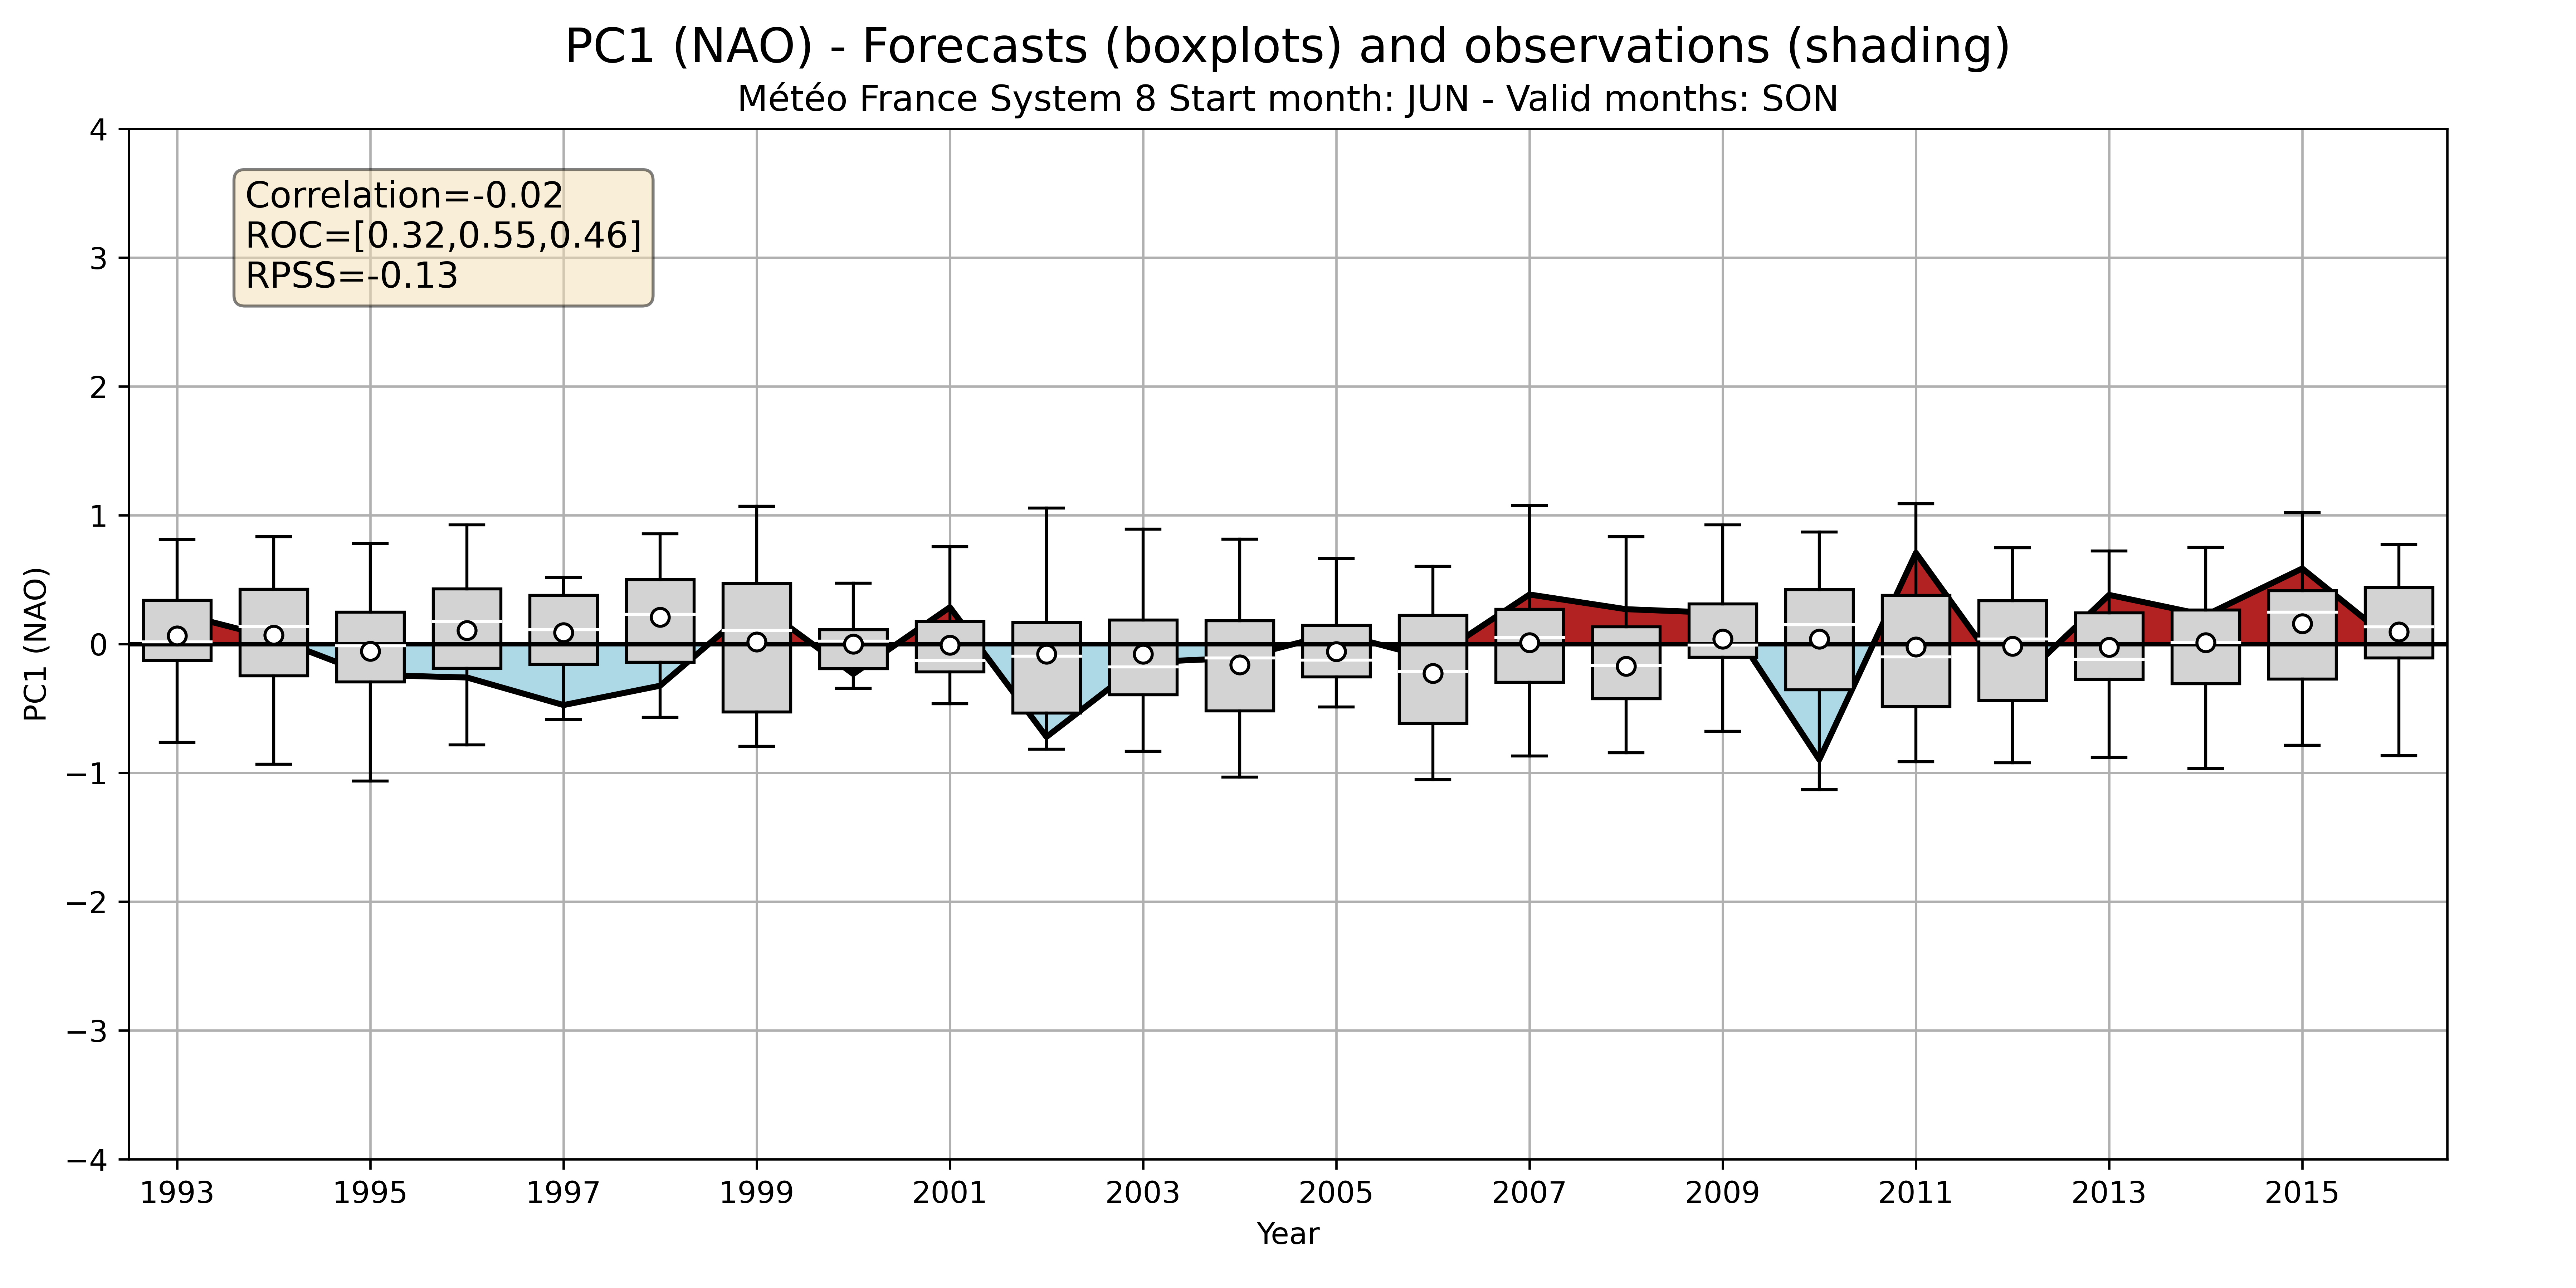 PC1 (NAO) - Forecasts (boxplots) and observations (shading)
Météo France System 8 Start month: JUN - Valid months: SON
Correlation=-0.02
ROC=[0.32,0.55,0.46]
RPSS=-0.13
PC1 (NAO)
4
3
2
1
0
−1
−2
−3
−4
1993 1995 1997 1999 2001 2003 2005 2007 2009 2011 2013 2015
Year